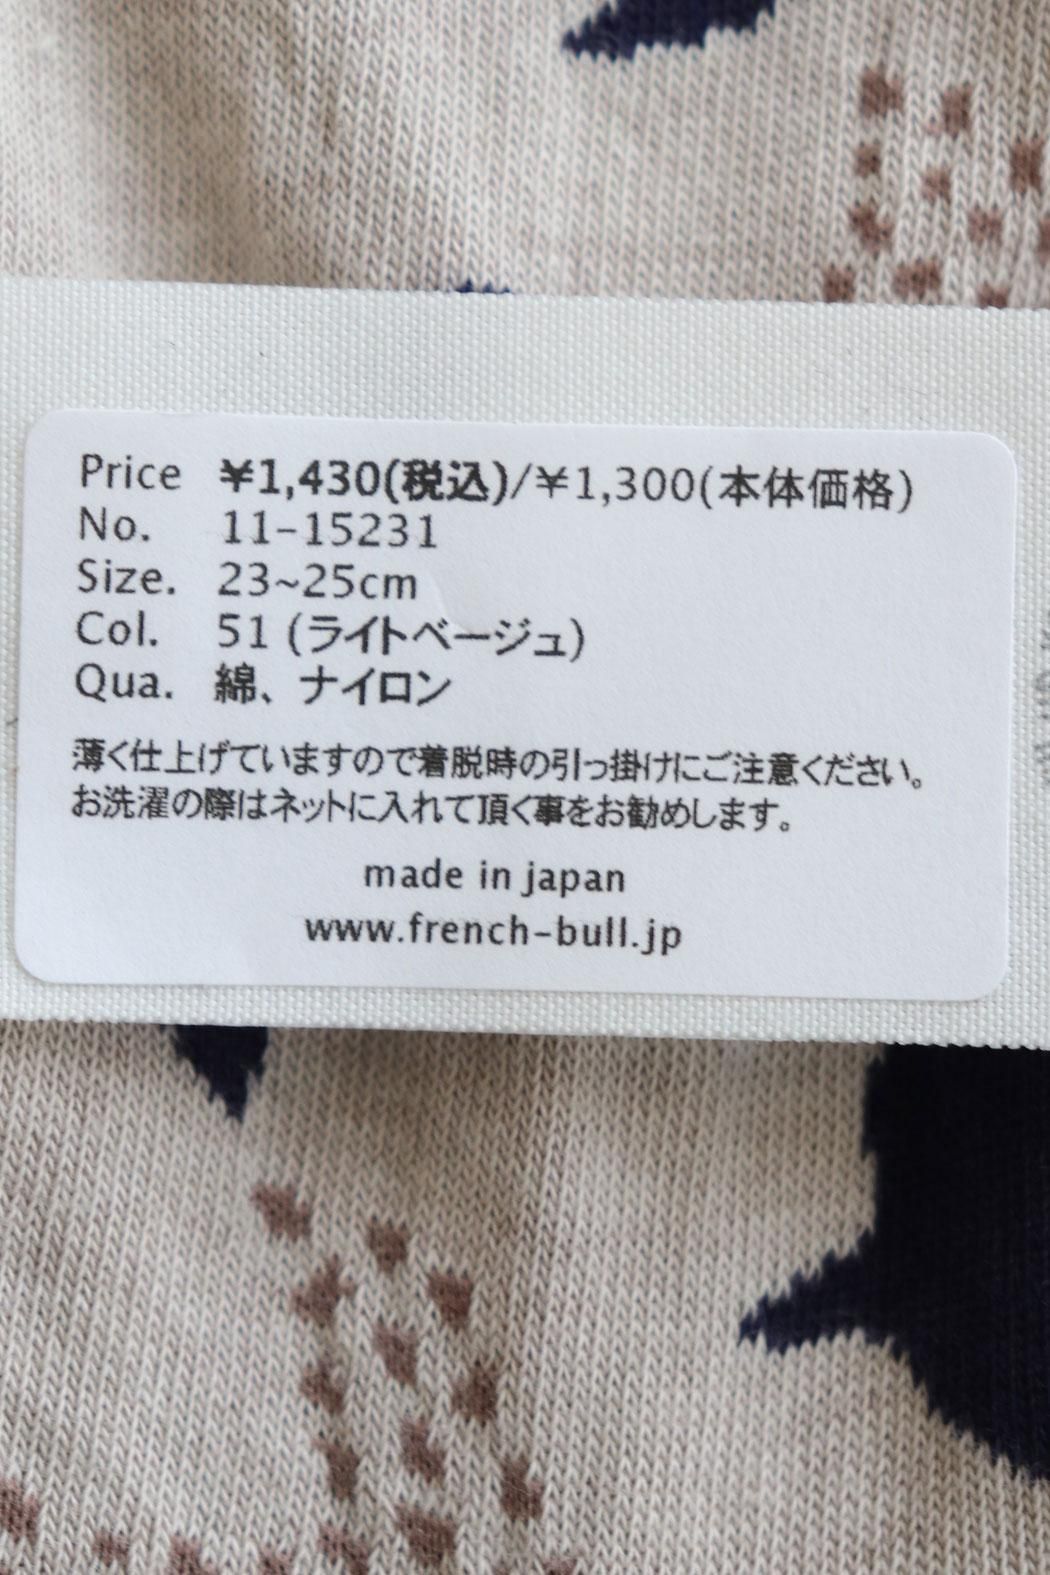 Price ¥1,430(税込)/¥1,300(本体価格)
No. 11-15231
Size. 23~25cm
Col. 51 (ライトベージュ)
Qua. 綿、ナイロン
薄く仕上げていますので着脱時の引っ掛けにご注意ください。
お洗濯の際はネットに入れて頂く事をお勧めします。
made in japan
www.french-bull.jp